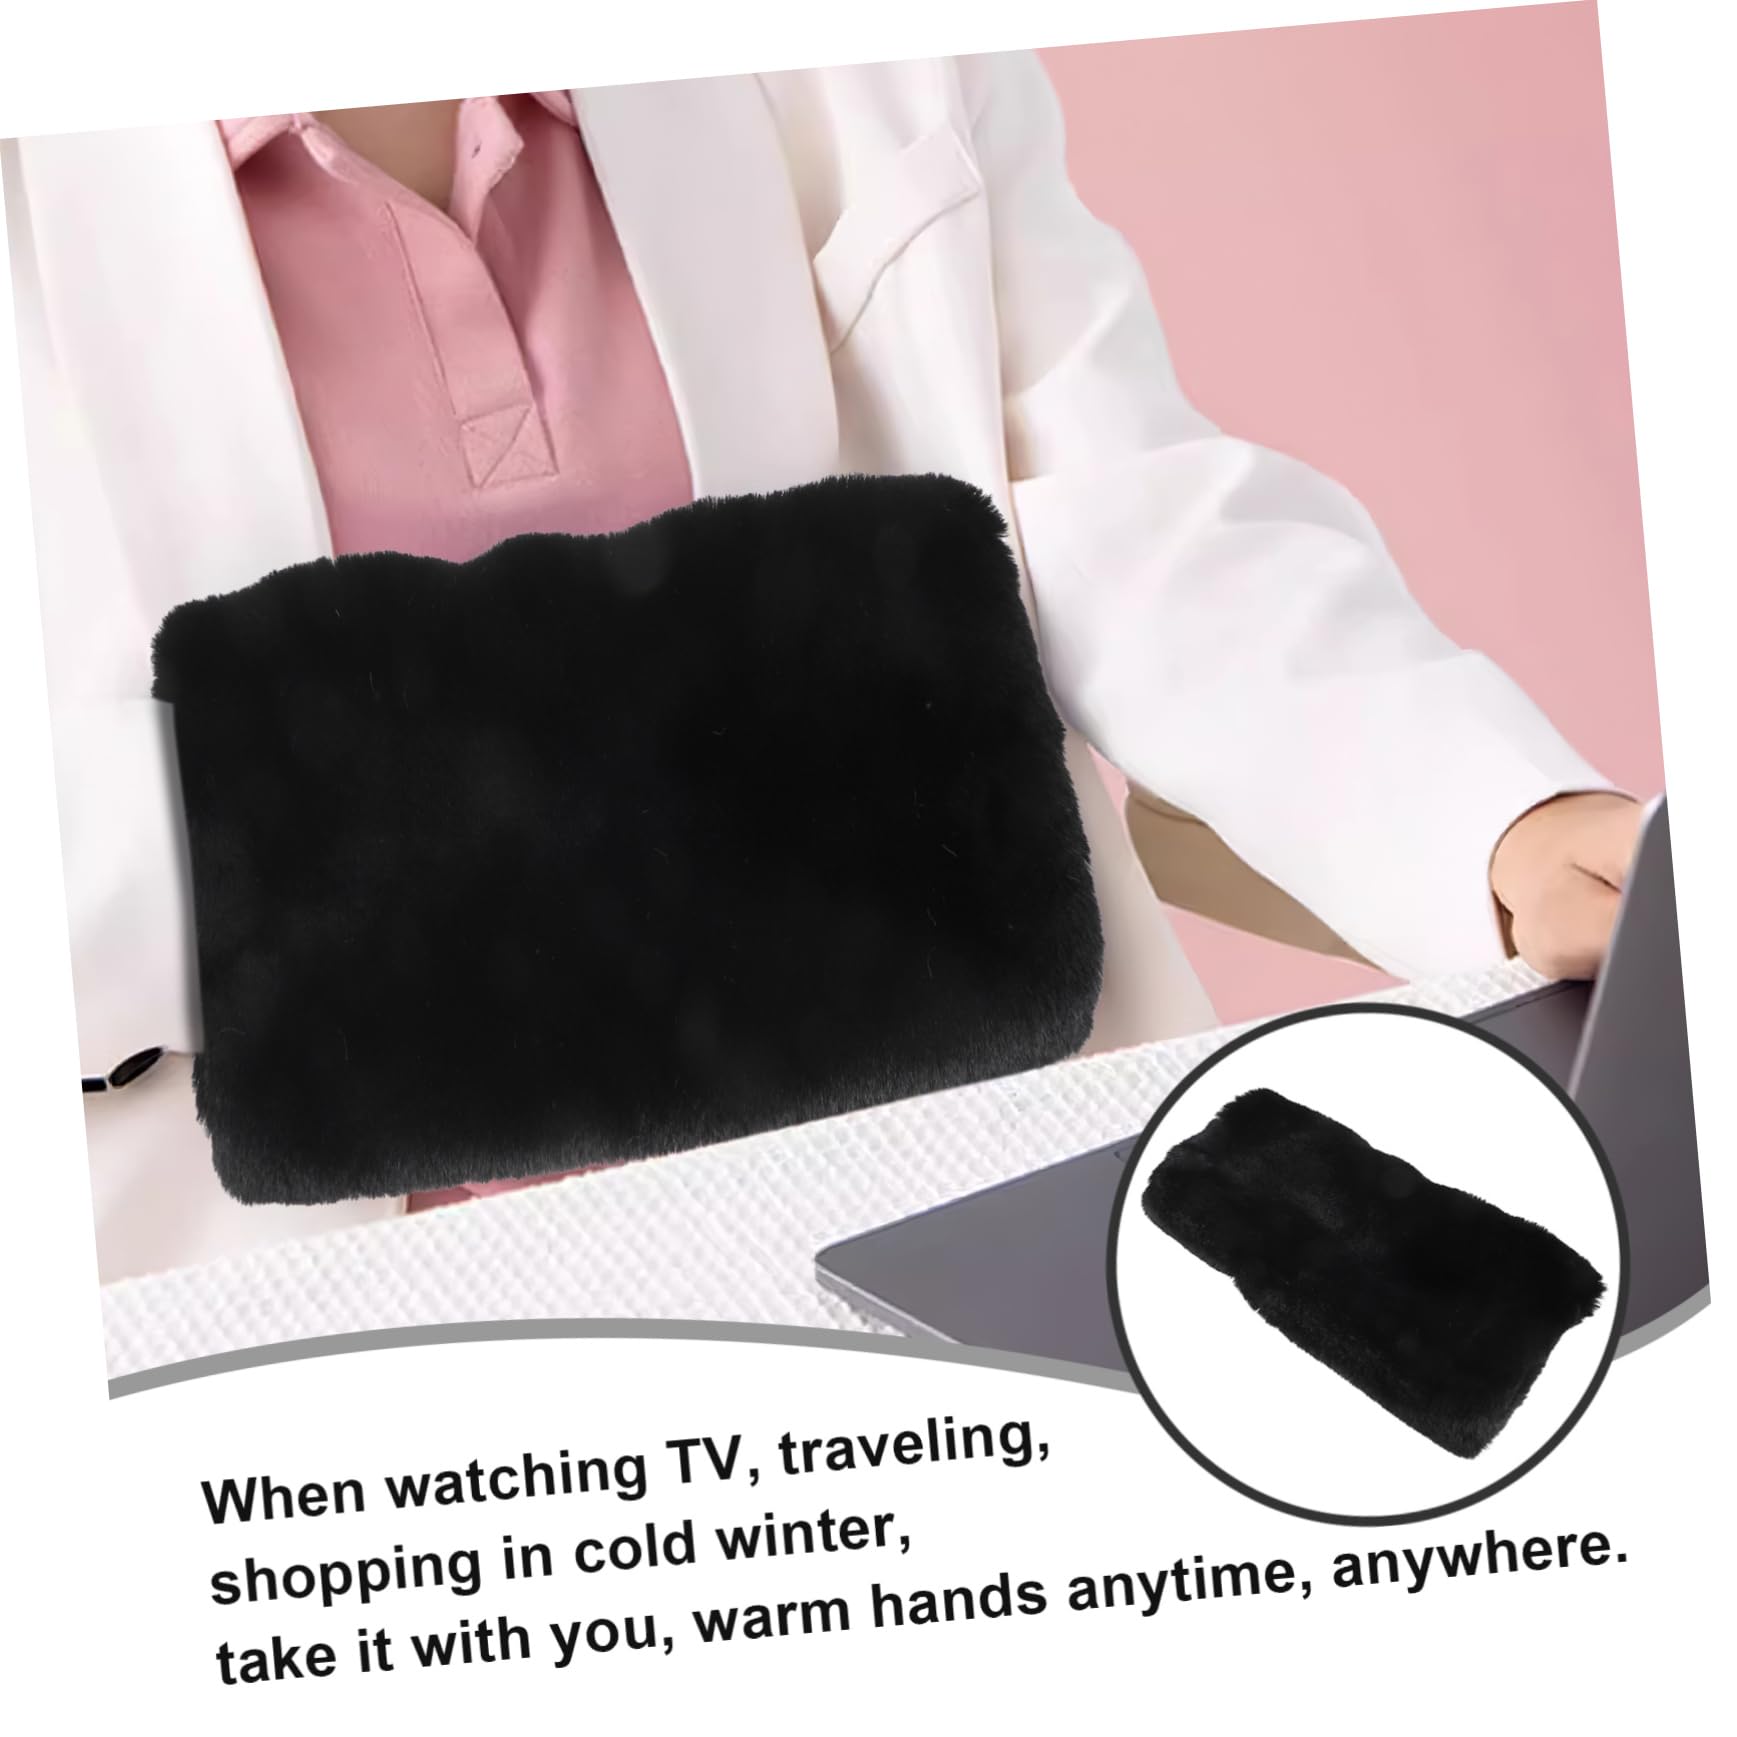 When watching TV, traveling,
shopping in cold winter,
take it with you, warm hands anytime, anywhere.